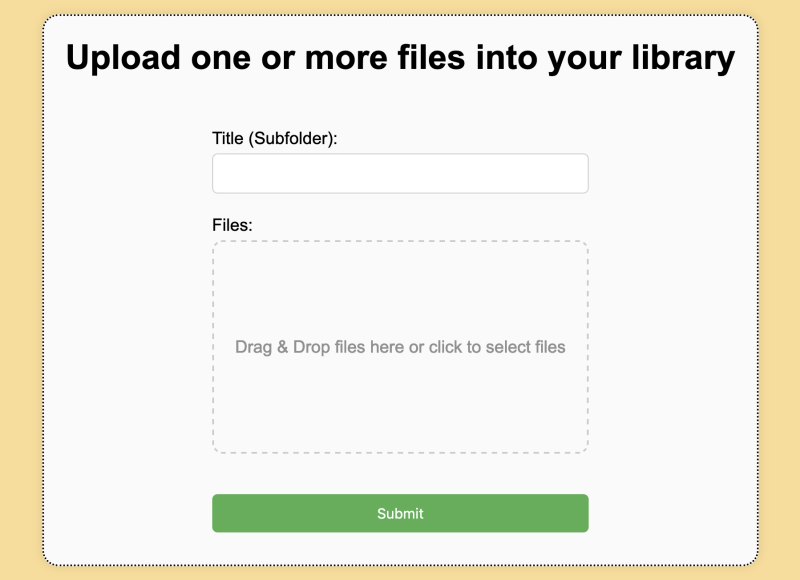 Upload one or more files into your library
Title (Subfolder):
Files:
Drag & Drop files here or click to select files
Submit